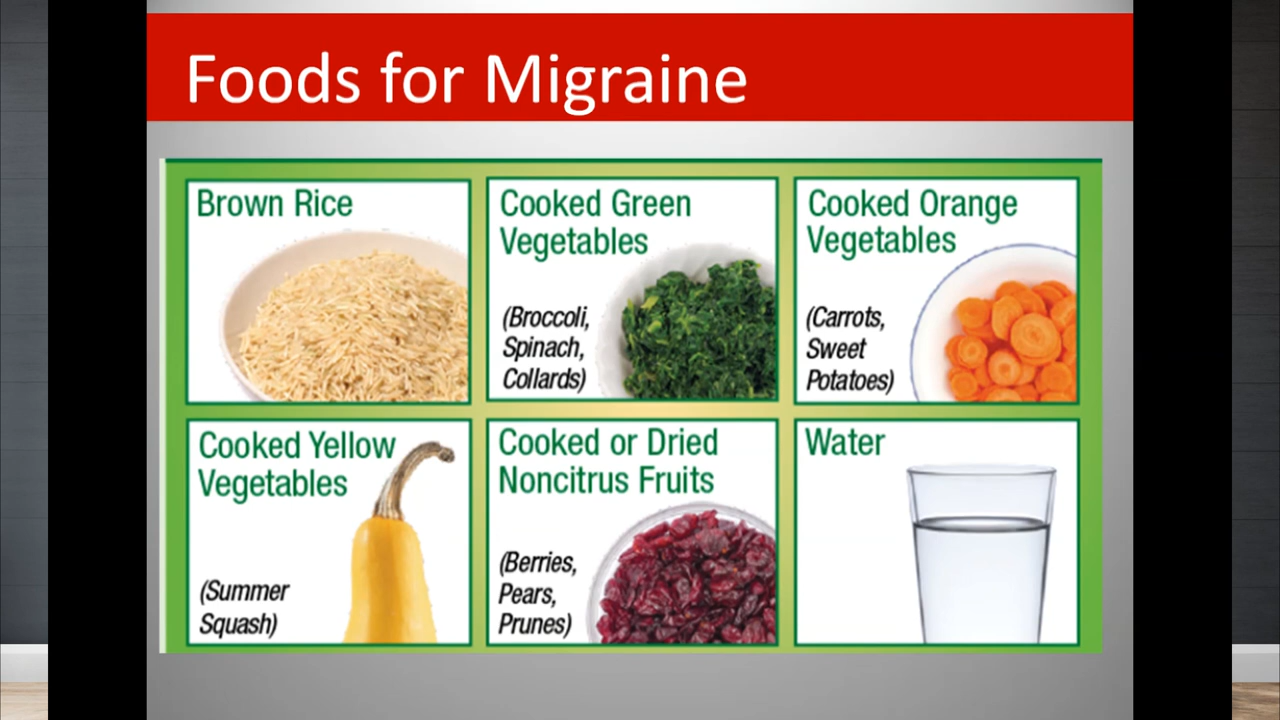 Foods for Migraine
Brown Rice
Cooked Green
Vegetables
(Broccoli,
Spinach,
Collards)
Cooked Orange
Vegetables
(Carrots,
Sweet
Potatoes)
Cooked Yellow
Vegetables
(Summer
Squash)
Cooked or Dried
Noncitrus Fruits
(Berries,
Pears,
Prunes)
Water